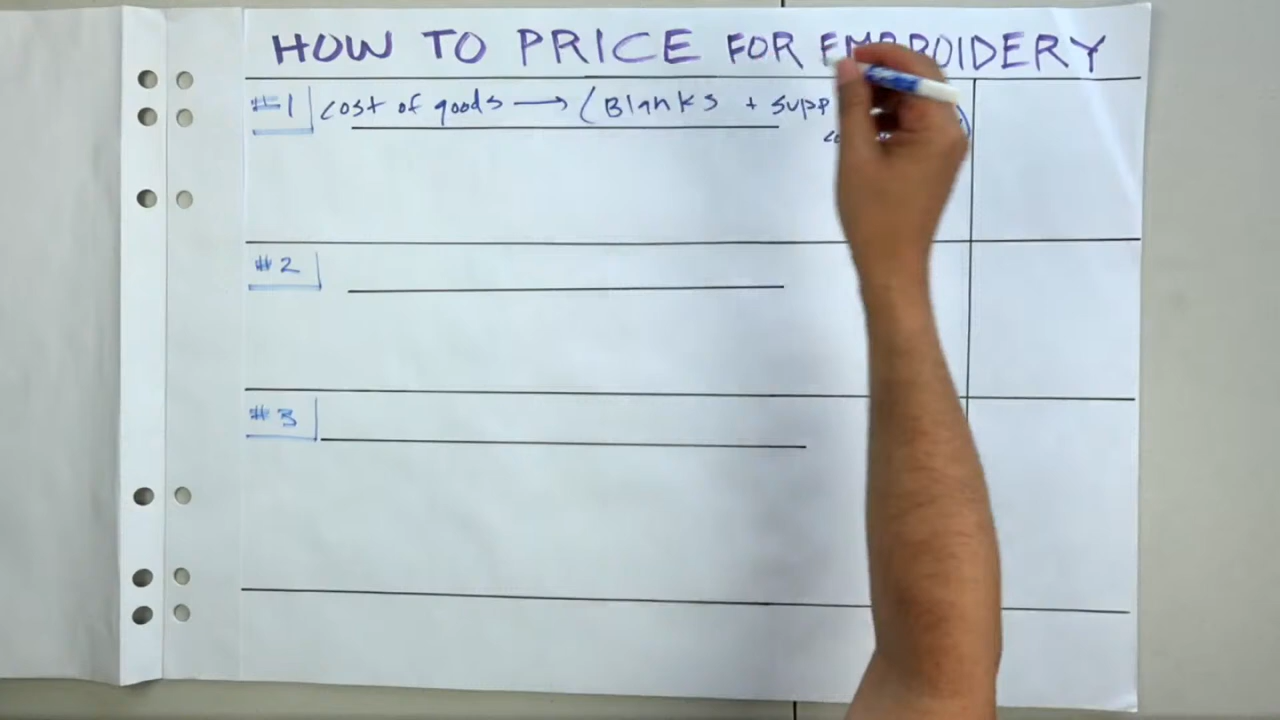 HOW TO PRICE FOR EMBROIDERY
#1 cost of goods → (Blanks + supp
#2
#3